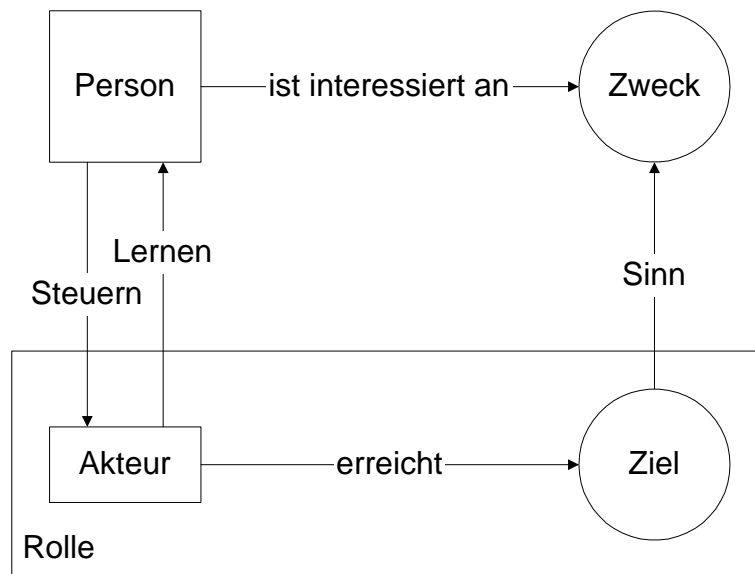 Person
ist interessiert an
Zweck
Lernen
Steuern
Sinn
Akteur
erreicht
Ziel
Rolle